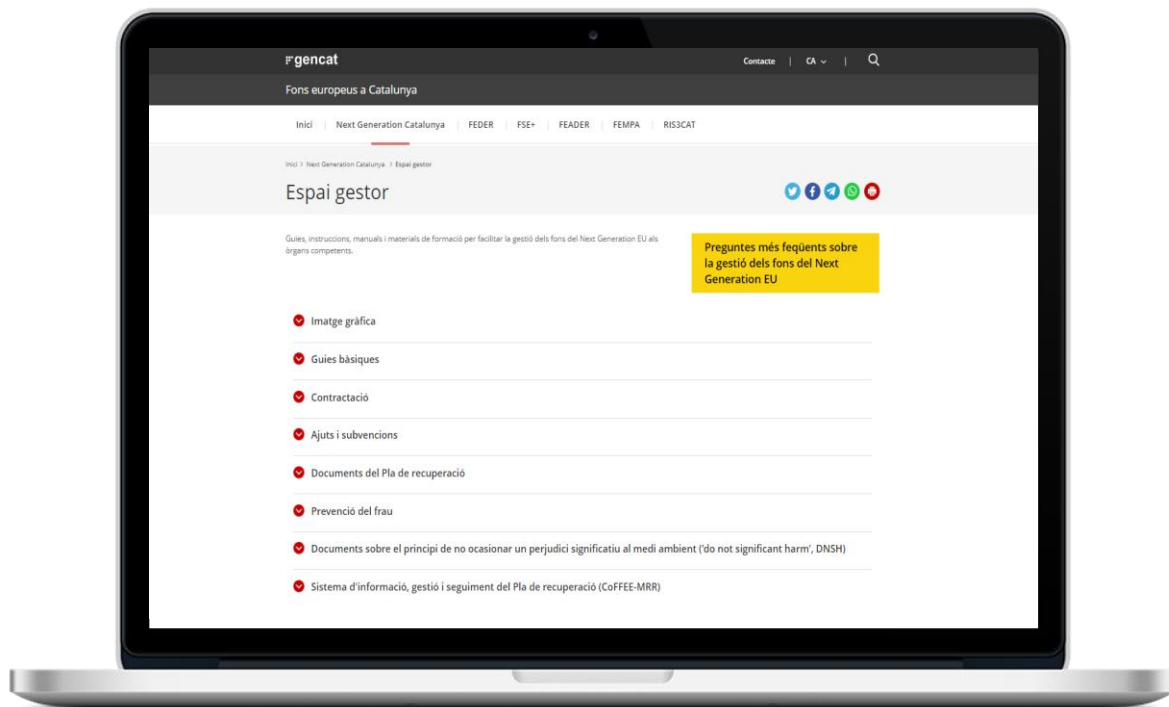 gencat
Contacte | CA |
Fons europeus a Catalunya
Inici | Next Generation Catalunya | FEDER | FSE+ | FEADER | FEMPA | RIS3CAT
Inici > Next Generation Catalunya > Espai gestor
Espai gestor
Guies, instruccions, manuals i materials de formació per facilitar la gestió dels fons del Next Generation EU als
òrgans competents.
Preguntes més feqüents sobre
la gestió dels fons del Next
Generation EU
Imatge gràfica
Guies bàsiques
Contractació
Ajuts i subvencions
Documents del Pla de recuperació
Prevenció del frau
Documents sobre el principi de no ocasionar un perjudici significatiu al medi ambient ('do not significant harm', DNSH)
Sistema d'informació, gestió i seguiment del Pla de recuperació (CoFFEE-MRR)